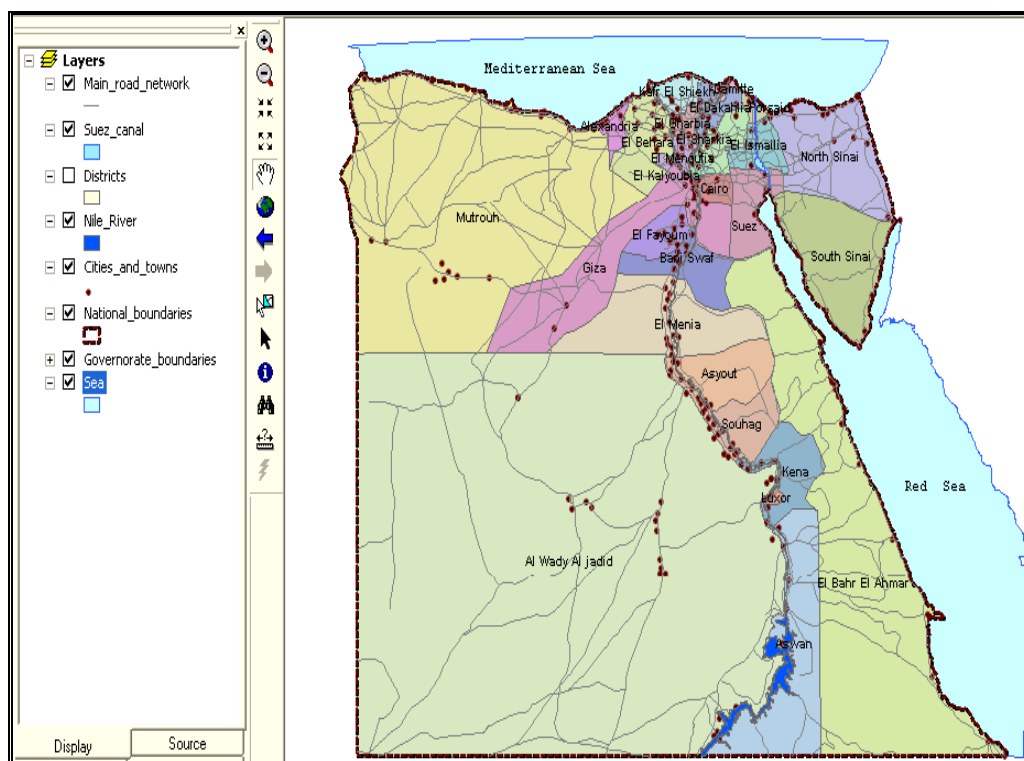 Layers
Main_road_network
Suez_canal
Districts
Nile_River
Cities_and_towns
National_boundaries
Governorate_boundaries
Sea
Display
Source
Mediterranean Sea
Kafr El Shiekh
Damitte
El Dakahlia
Porsaid
Alexandria
El Gharbia
El Behara
El Sharkia
El Ismallia
El Menoufia
North Sinai
El Kalyoubia
Cairo
Mutrouh
Suez
El Fayoum
Bani Swaf
South Sinai
Giza
El Menia
Asyout
Souhag
Kena
Luxor
Red Sea
Al Wady Al jadid
El Bahr El Ahmar
Aswan